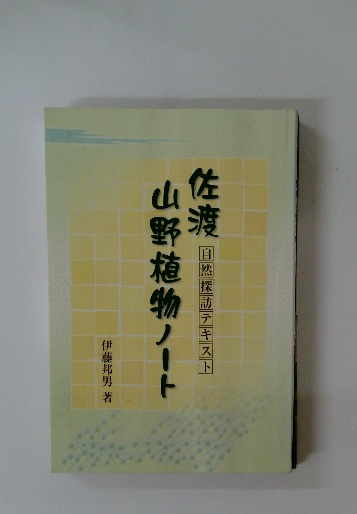 佐渡
山野植物ノート
自然探訪テキスト
伊藤邦男 著